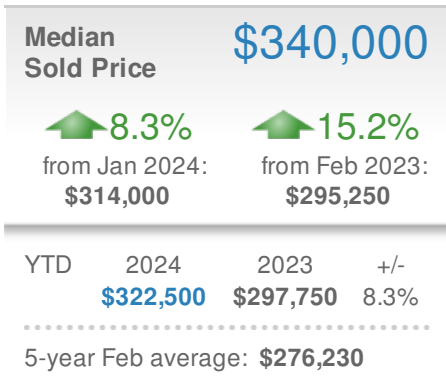 Median $340,000
Sold Price
8.3% 15.2%
from Jan 2024: from Feb 2023:
$314,000 $295,250
YTD 2024 2023 +/-
$322,500 $297,750 8.3%
5-year Feb average: $276,230